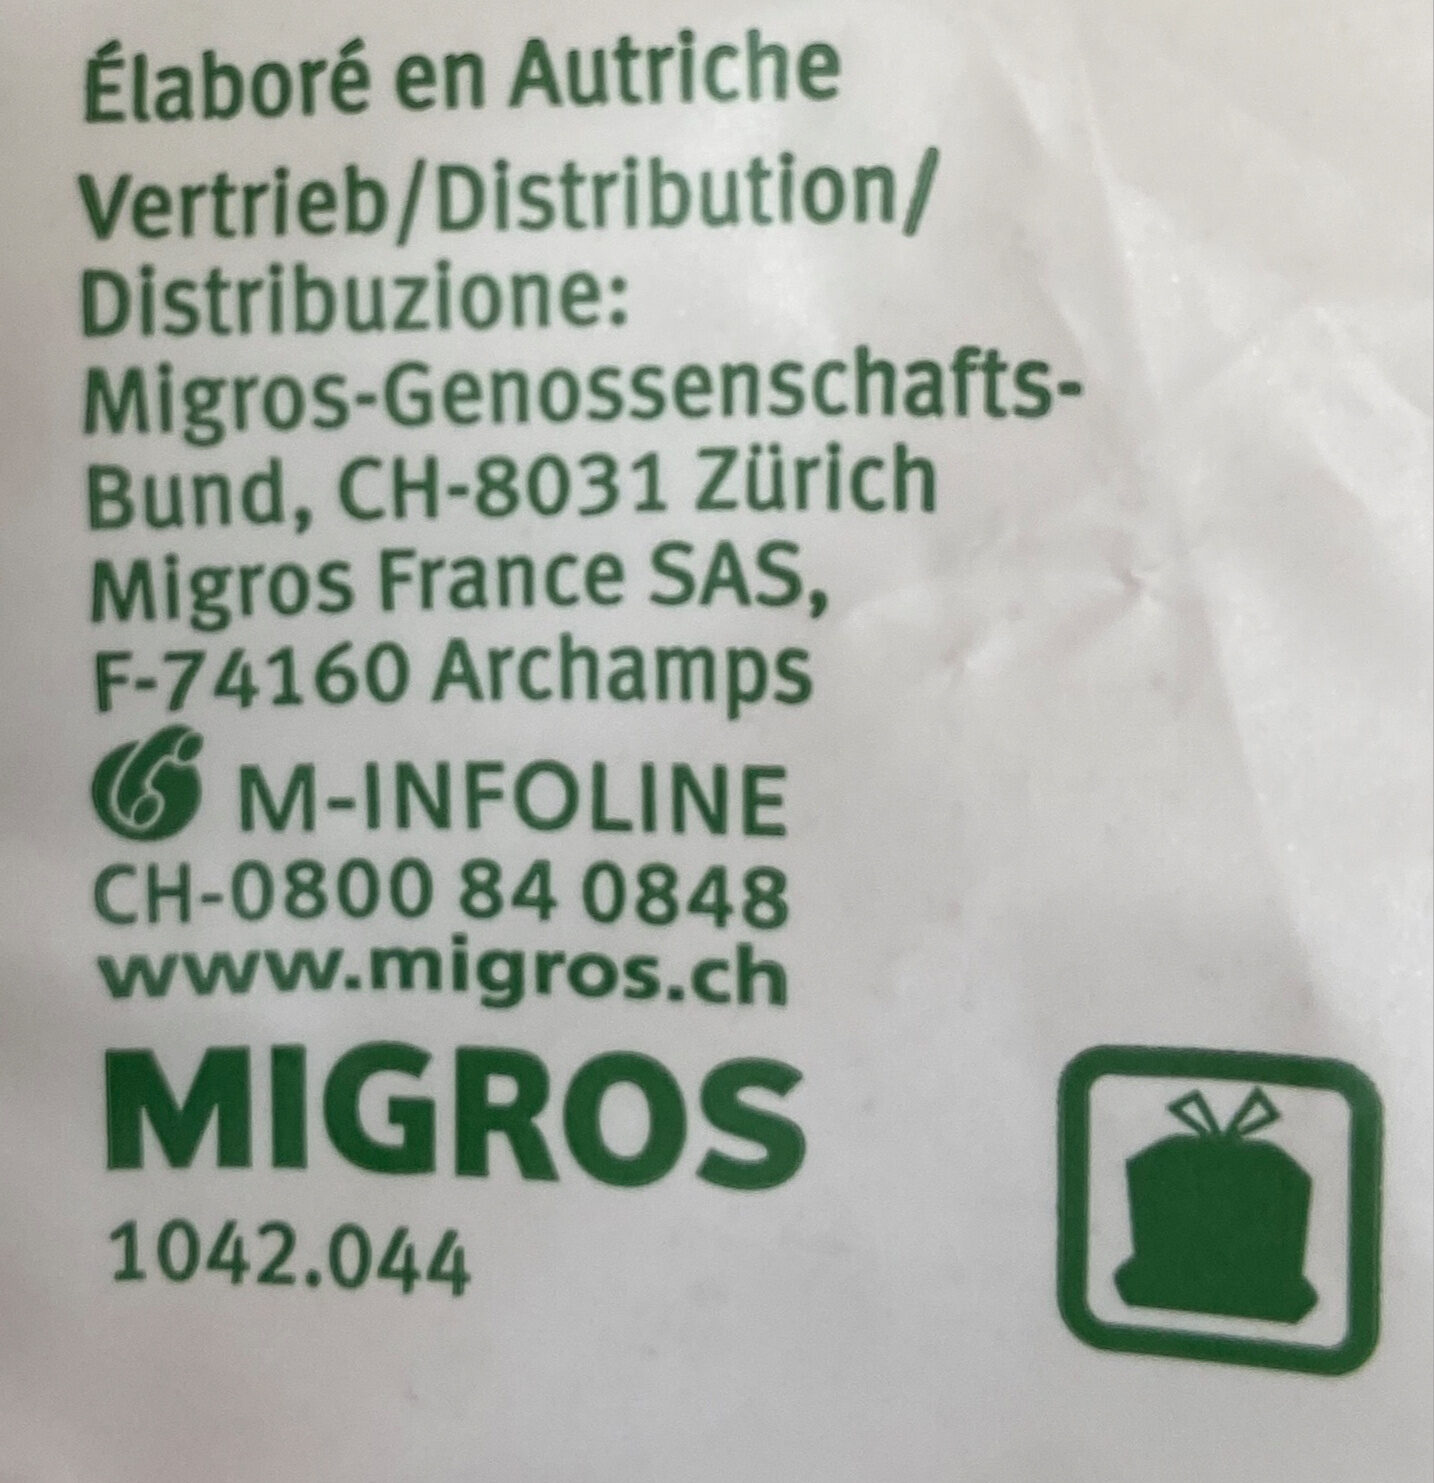 Élaboré en Autriche
Vertrieb/Distribution/
Distribuzione:
Migros-Genossenschafts-
Bund, CH-8031 Zürich
Migros France SAS,
F-74160 Archamps
M-INFOLINE
CH-0800 84 0848
www.migros.ch
MIGROS
1042.044